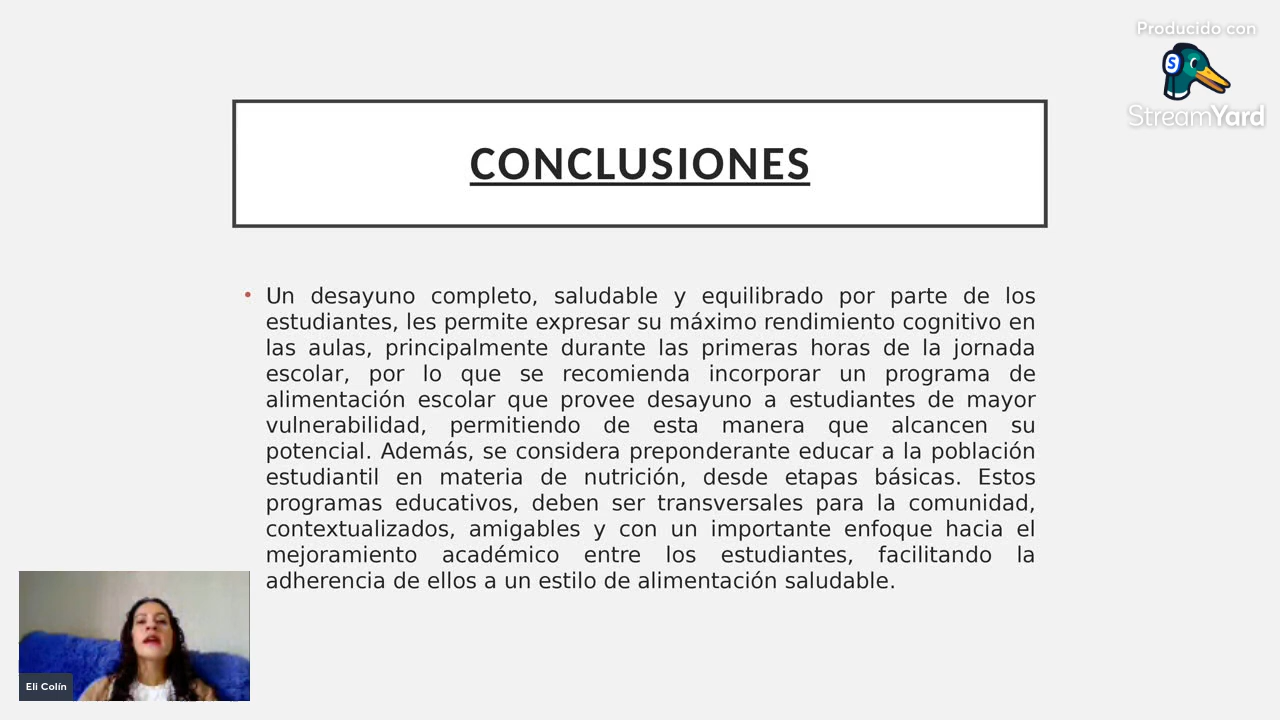 Producido con
StreamYard
CONCLUSIONES
• Un desayuno completo, saludable y equilibrado por parte de los
estudiantes, les permite expresar su máximo rendimiento cognitivo en
las aulas, principalmente durante las primeras horas de la jornada
escolar, por lo que se recomienda incorporar un programa de
alimentación escolar que provee desayuno a estudiantes de mayor
vulnerabilidad, permitiendo de esta manera que alcancen su
potencial. Además, se considera preponderante educar a la población
estudiantil en materia de nutrición, desde etapas básicas. Estos
programas educativos, deben ser transversales para la comunidad,
contextualizados, amigables y con un importante enfoque hacia el
mejoramiento académico entre los estudiantes, facilitando la
adherencia de ellos a un estilo de alimentación saludable.
Eli Colín